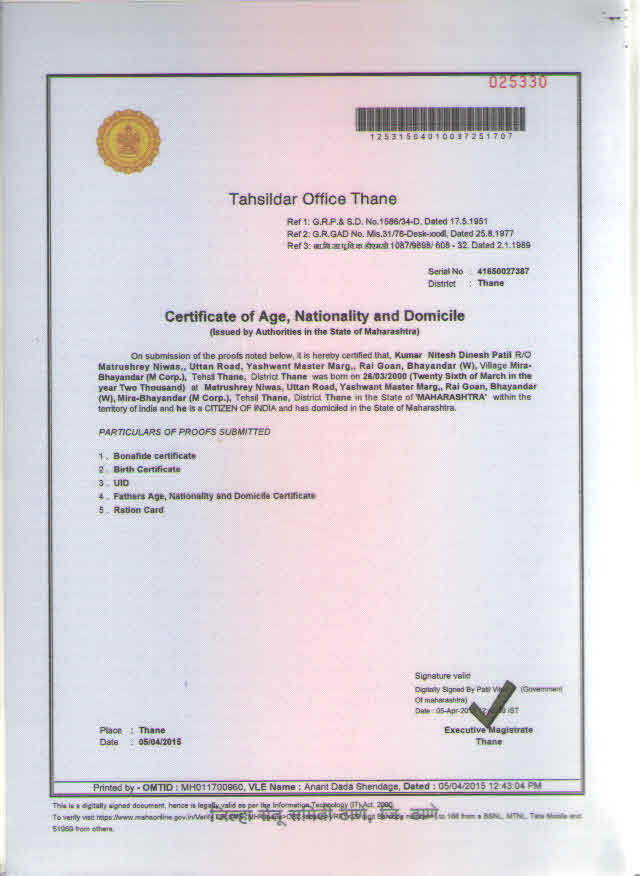 025330
12531504010037251707
Tahsildar Office Thane
Ref 1: G.R.P.& S.D. No.1586/34-D. Dated 17.5.1951
Ref 2: G.R.GAD No. Mis.31/76-Desk-xxxii, Dated 25.8.1977
Ref 3: 1087/9898/ 608 - 32. Dated 2.1.1989
Serial No : 41650027387
District : Thane
Certificate of Age, Nationality and Domicile
(Issued by Authorities in the State of Maharashtra)
On submission of the proofs noted below, it is hereby certified that, Kumar Nitesh Dinesh Patil R/O
Matrushrey Niwas,, Uttan Road, Yashwant Master Marg,, Rai Goan, Bhayandar (W), Village Mira-
Bhayandar (M Corp.), Tehsil Thane, District Thane was born on 26/03/2000 (Twenty Sixth of March in the
year Two Thousand) at Matrushrey Niwas, Uttan Road, Yashwant Master Marg,, Rai Goan, Bhayandar
(W), Mira-Bhayandar (M Corp.), Tehsil Thane, District Thane in the State of 'MAHARASHTRA' within the
territory of India and he is a CITIZEN OF INDIA and has domiciled in the State of Maharashtra.
PARTICULARS OF PROOFS SUBMITTED
1 . Bonafide certificate
2 . Birth Certificate
3 . UID
4 . Fathers Age, Nationality and Domicile Certificate
5 . Ration Card
Signature valid
Digitally Signed By Patil (Government
Of maharashtra)
Date : 05-Apr-2015 IST
Place : Thane
Executive Magistrate
Date : 05/04/2015
Thane
Printed by - OMTID : MH011700960, VLE Name : Anant Dada Shendage, Dated : 05/04/2015 12:43:04 PM
This is a digitally signed document, hence is legally valid as per the Information Technology (IT) Act, 2000
To verify visit https://www.mahaonline.gov.in/Verify to 166 from a BSNL, MTNL, Tata Mobile and
51969 from others.